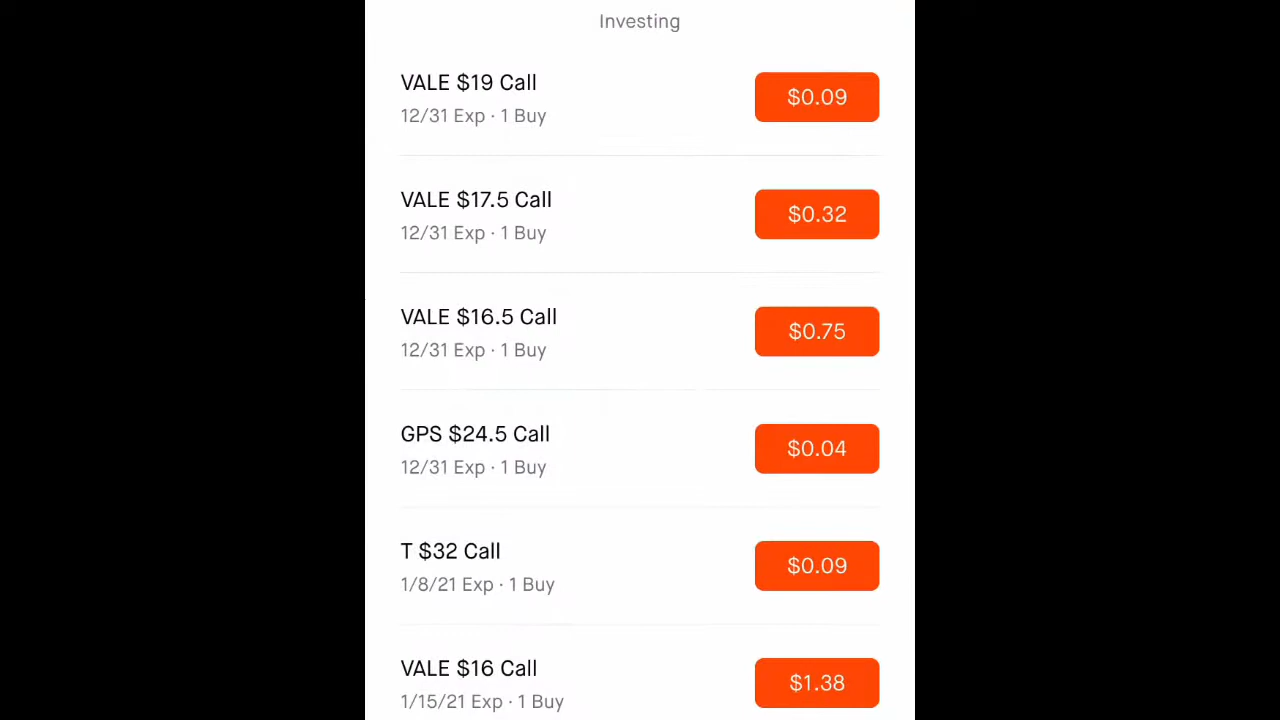 Investing
VALE $19 Call
$0.09
12/31 Exp · 1 Buy
VALE $17.5 Call
$0.32
12/31 Exp · 1 Buy
VALE $16.5 Call
$0.75
12/31 Exp · 1 Buy
GPS $24.5 Call
$0.04
12/31 Exp · 1 Buy
T $32 Call
$0.09
1/8/21 Exp · 1 Buy
VALE $16 Call
$1.38
1/15/21 Exp · 1 Buy